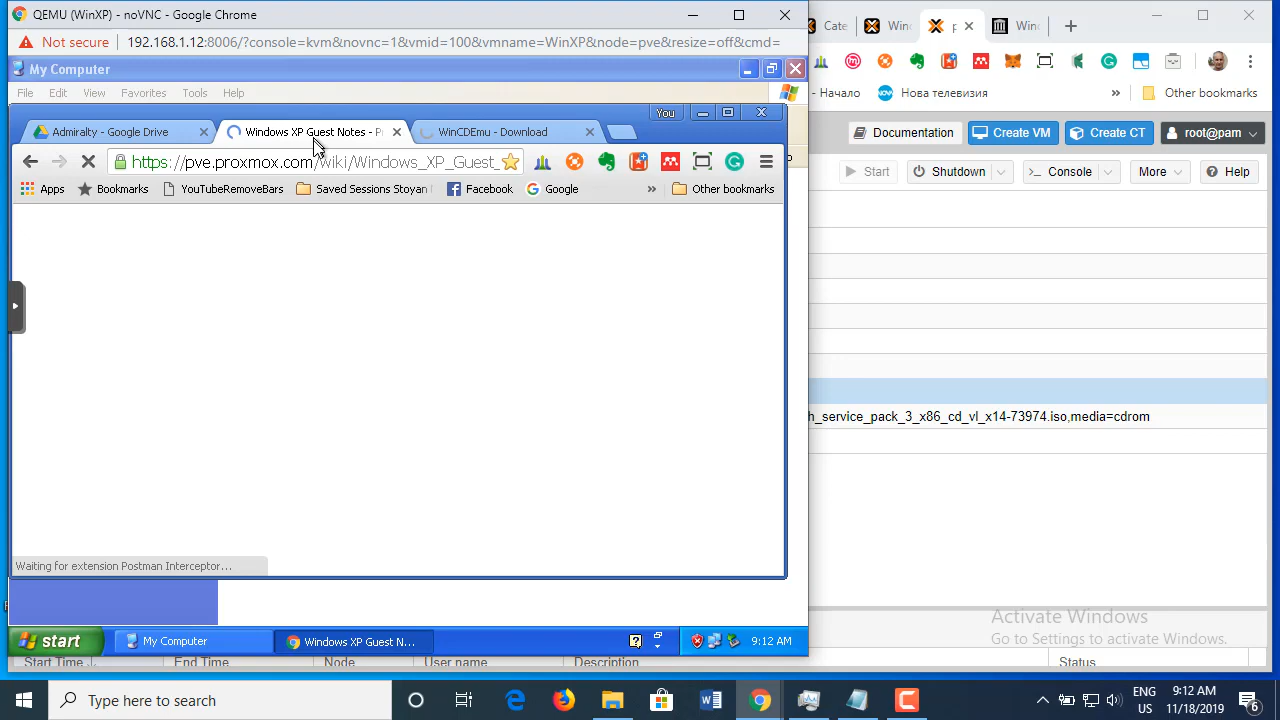 QEMU (WinXP) - noVNC - Google Chrome
Not secure 192.168.1.12:8006/?console=kvm&novnc=1&vmid=100&vmname=WinXP&node=pve&resize=off&cmd=
My Computer
File Edit View Favorites Tools Help
You
Admiralty - Google Drive
Windows XP Guest Notes - P
WinCDEmu - Download
https://pve.proxmox.com/wiki/Windows_XP_Guest_
Apps Bookmarks YouTubeRemoveBars Saved Sessions Stoyan Facebook Google » Other bookmarks
Waiting for extension Postman Interceptor...
start My Computer Windows XP Guest N... 9:12 AM
Cate Winc p Winc
- Начало Нова телевизия » Other bookmarks
Documentation Create VM Create CT root@pam
Start Shutdown Console More Help
h_service_pack_3_x86_cd_vl_x14-73974.iso,media=cdrom
Activate Windows
Go to Settings to activate Windows.
Start Time End Time Node User name Description Status
Type here to search
ENG
US
9:12 AM
11/18/2019
6